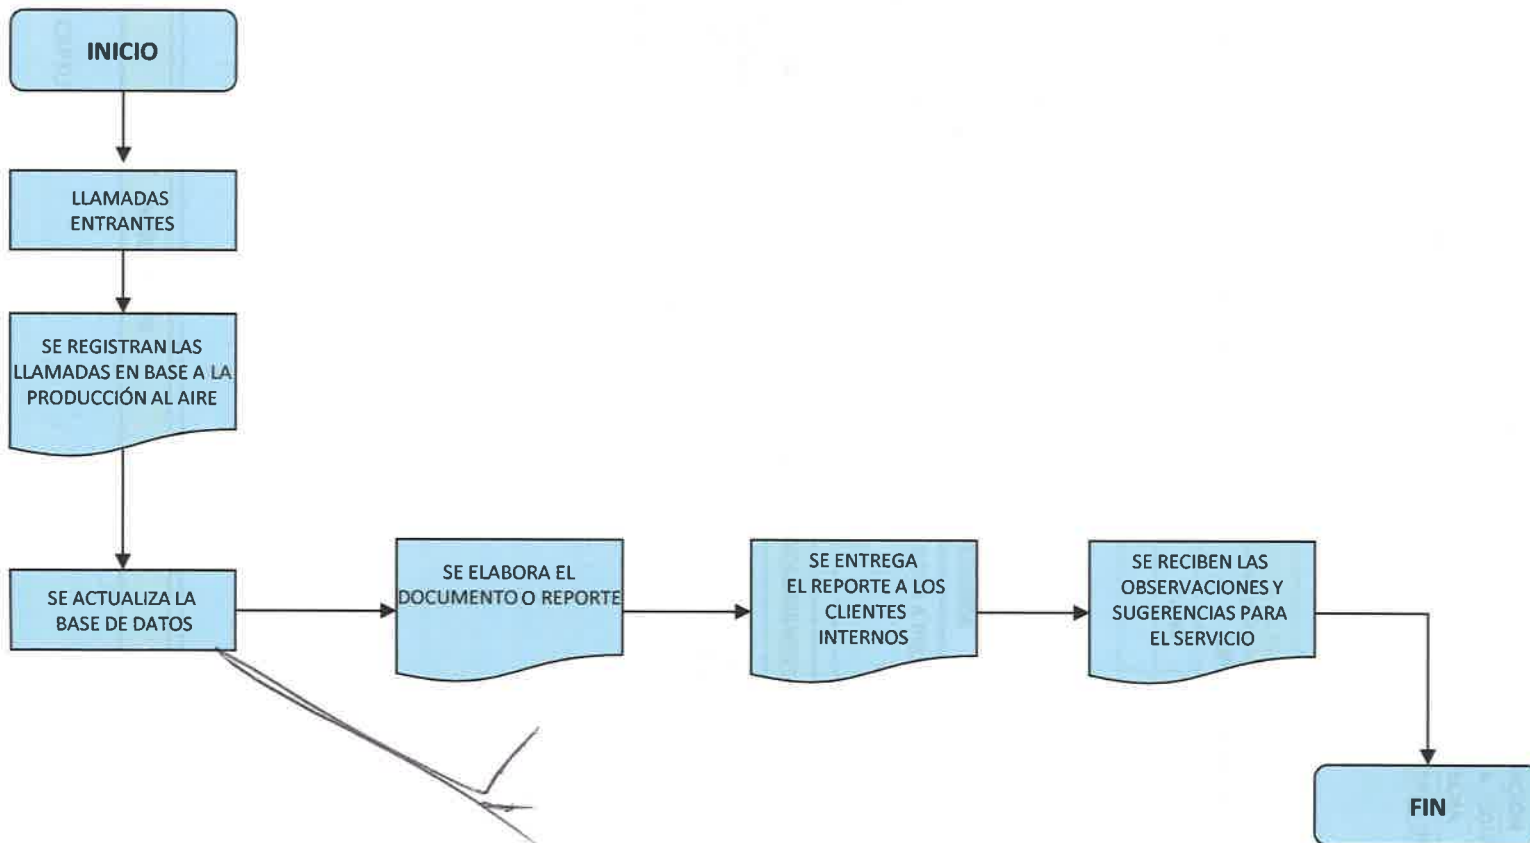 INICIO
LLAMADAS
ENTRANTES
SE REGISTRAN LAS
LLAMADAS EN BASE A LA
PRODUCCIÓN AL AIRE
SE ACTUALIZA LA
BASE DE DATOS
SE ELABORA EL
DOCUMENTO O REPORTE
SE ENTREGA
EL REPORTE A LOS
CLIENTES
INTERNOS
SE RECIBEN LAS
OBSERVACIONES Y
SUGERENCIAS PARA
EL SERVICIO
FIN